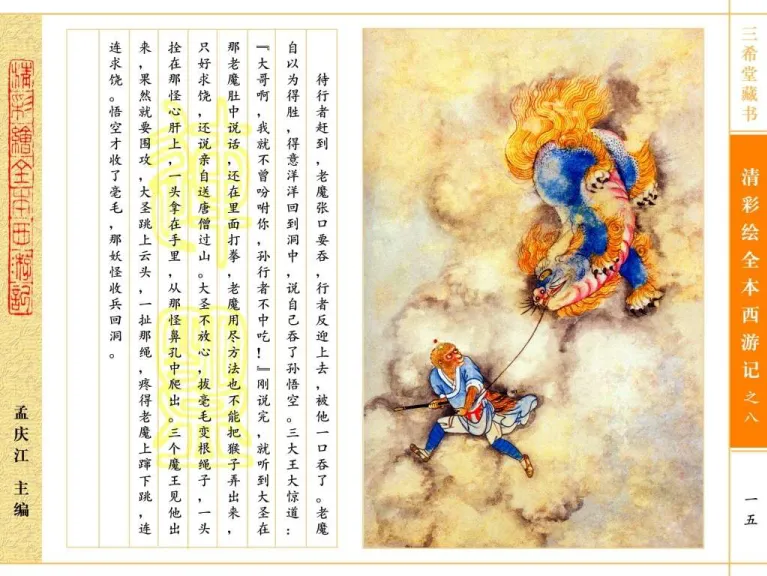 三希堂藏书
清彩绘全本西游记之八
一五
待行者赶到，老魔张口要吞，行者反迎上去，被他一口吞了。老魔
自以为得胜，得意洋洋回到洞中，说自己吞了孙悟空。三大王大惊道：
『大哥啊，我就不曾吩咐你，孙行者不中吃！』刚说完，就听到大圣在
那老魔肚中说话，还在里面打拳，老魔用尽方法也不能把猴子弄出来，
只好求饶，还说亲自送唐僧过山。大圣不放心，拔毫毛变根绳子，一头
拴在那怪心肝上，一头拿在手里，从那怪鼻孔中爬出。三个魔王见他出
来，果然就要围攻，大圣跳上云头，一扯那绳，疼得老魔上蹿下跳，连
连求饶。悟空才收了毫毛，那妖怪收兵回洞。
清彩繪全本西游記
孟庆江 主编